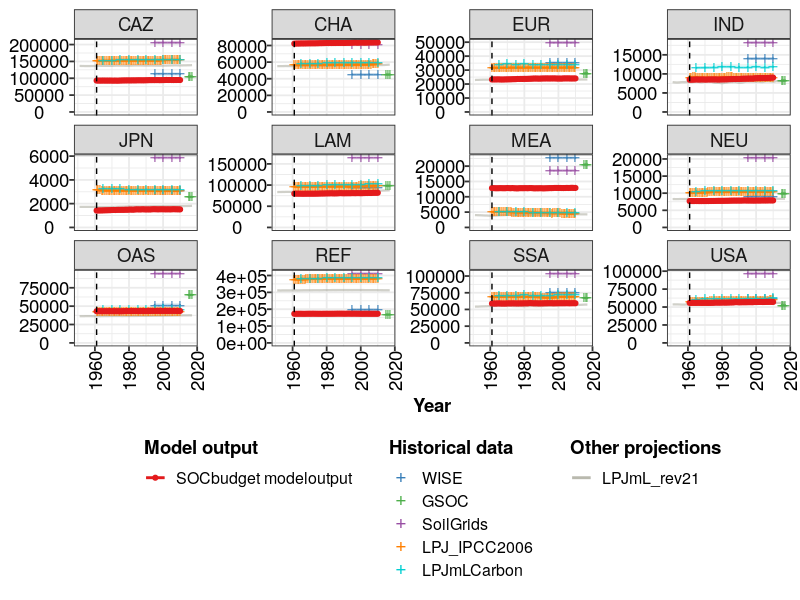 CAZ CHA EUR IND
200000
150000
100000
50000
0
80000
60000
40000
20000
0
50000
40000
30000
20000
10000
0
15000
10000
5000
0
JPN LAM MEA NEU
6000
4000
2000
0
150000
100000
50000
0
20000
15000
10000
5000
0
20000
15000
10000
5000
0
OAS REF SSA USA
75000
50000
25000
0
4e+05
3e+05
2e+05
1e+05
0e+00
100000
75000
50000
25000
0
100000
75000
50000
25000
0
1960 1980 2000 2020 1960 1980 2000 2020 1960 1980 2000 2020 1960 1980 2000 2020
Year
Model output
SOCbudget modeloutput
Historical data
WISE
GSOC
SoilGrids
LPJ_IPCC2006
LPJmLCarbon
Other projections
LPJmL_rev21